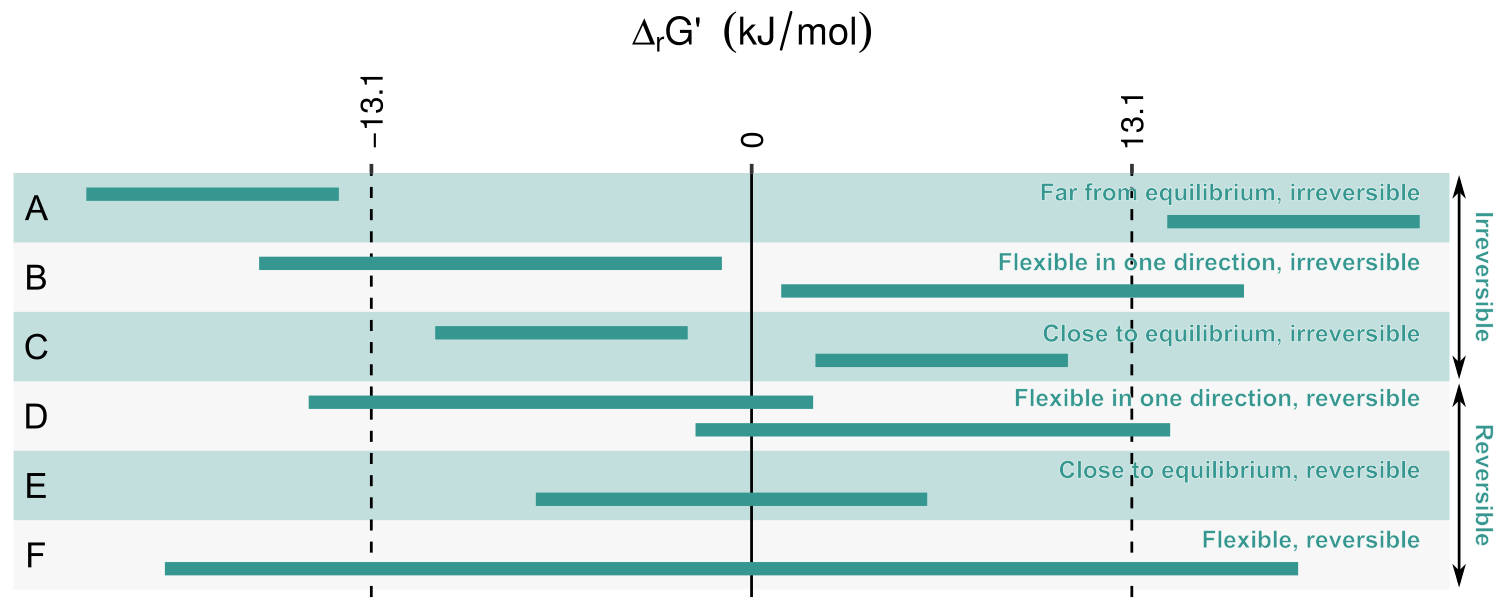 ΔrG' (kJ/mol)
−13.1
0
13.1
A
Far from equilibrium, irreversible
B
Flexible in one direction, irreversible
C
Close to equilibrium, irreversible
D
Flexible in one direction, reversible
E
Close to equilibrium, reversible
F
Flexible, reversible
Irreversible
Reversible